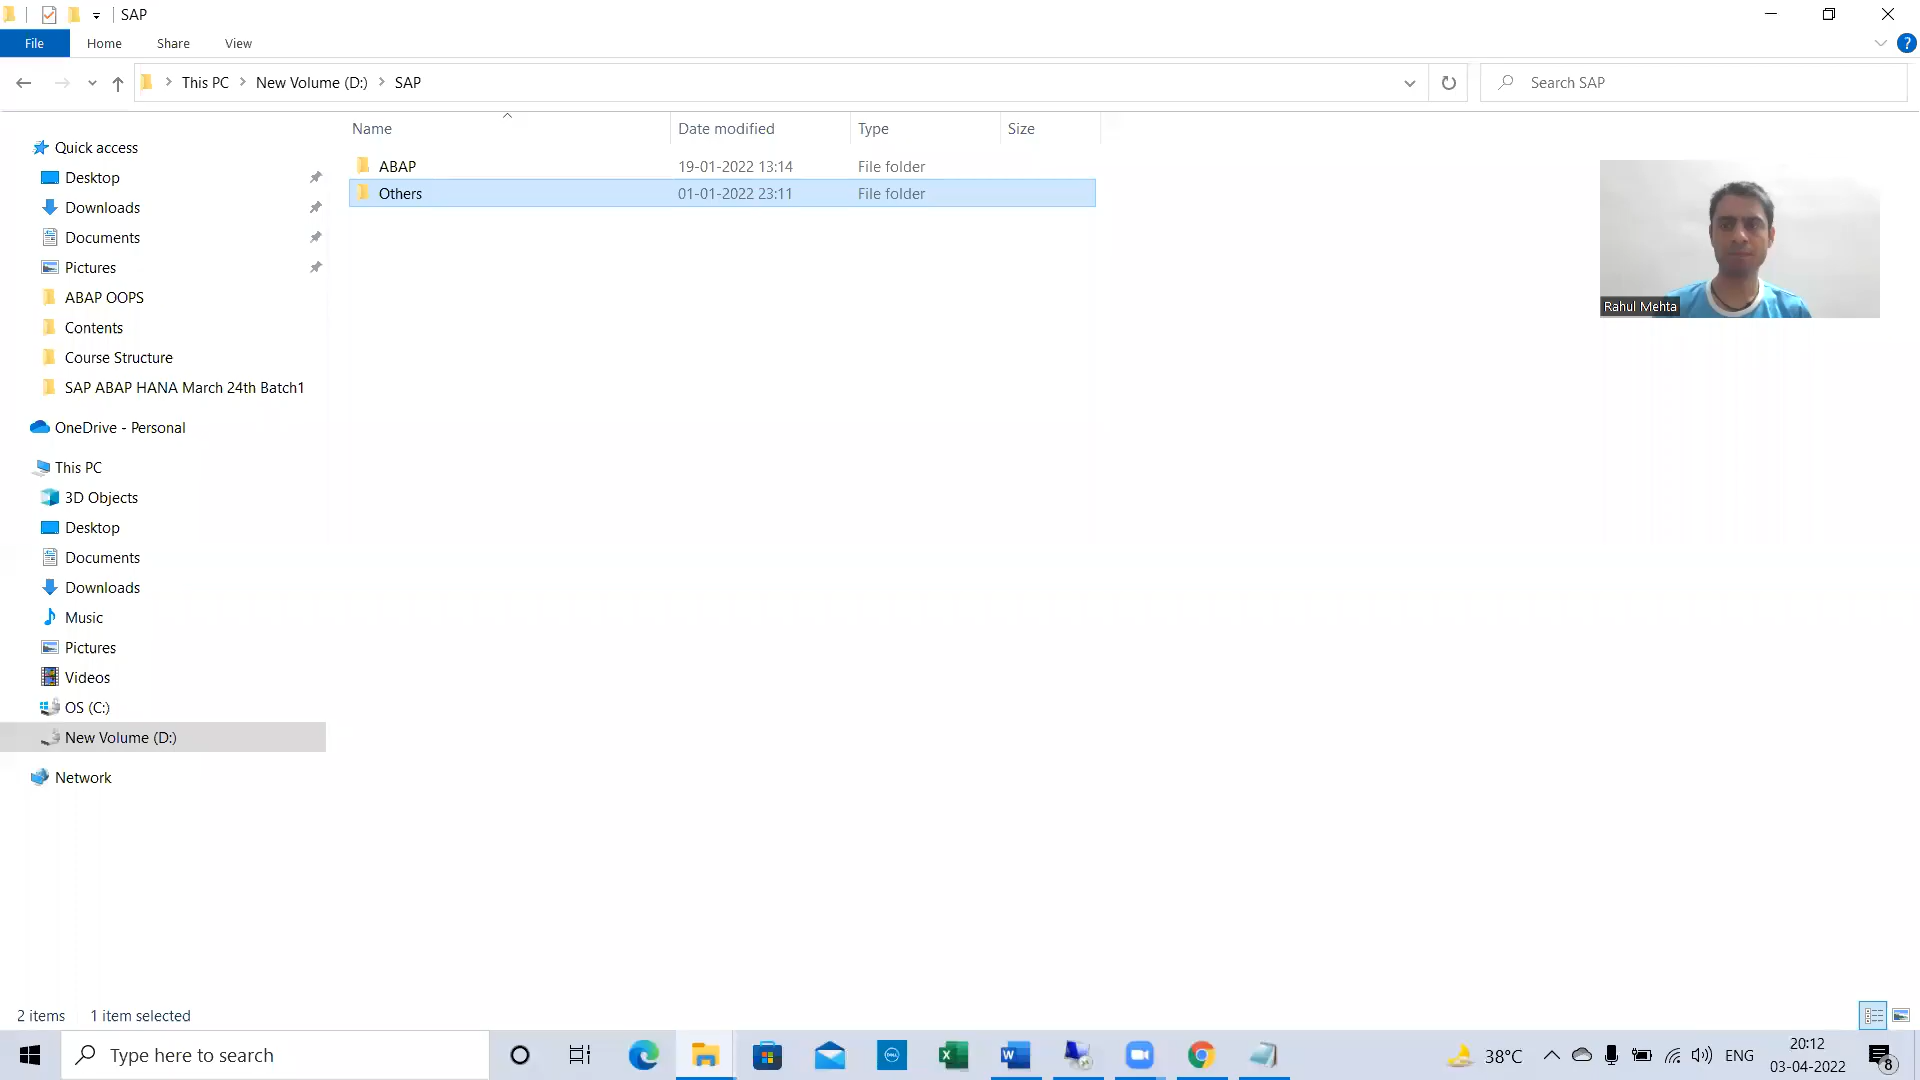 SAP
File Home Share View
This PC New Volume (D:) SAP
Search SAP
Name Date modified Type Size
ABAP 19-01-2022 13:14 File folder
Others 01-01-2022 23:11 File folder
Quick access
Desktop
Downloads
Documents
Pictures
ABAP OOPS
Contents
Course Structure
SAP ABAP HANA March 24th Batch1
OneDrive - Personal
This PC
3D Objects
Desktop
Documents
Downloads
Music
Pictures
Videos
OS (C:)
New Volume (D:)
Network
Rahul Mehta
2 items 1 item selected
Type here to search
38°C
ENG
20:12
03-04-2022
8